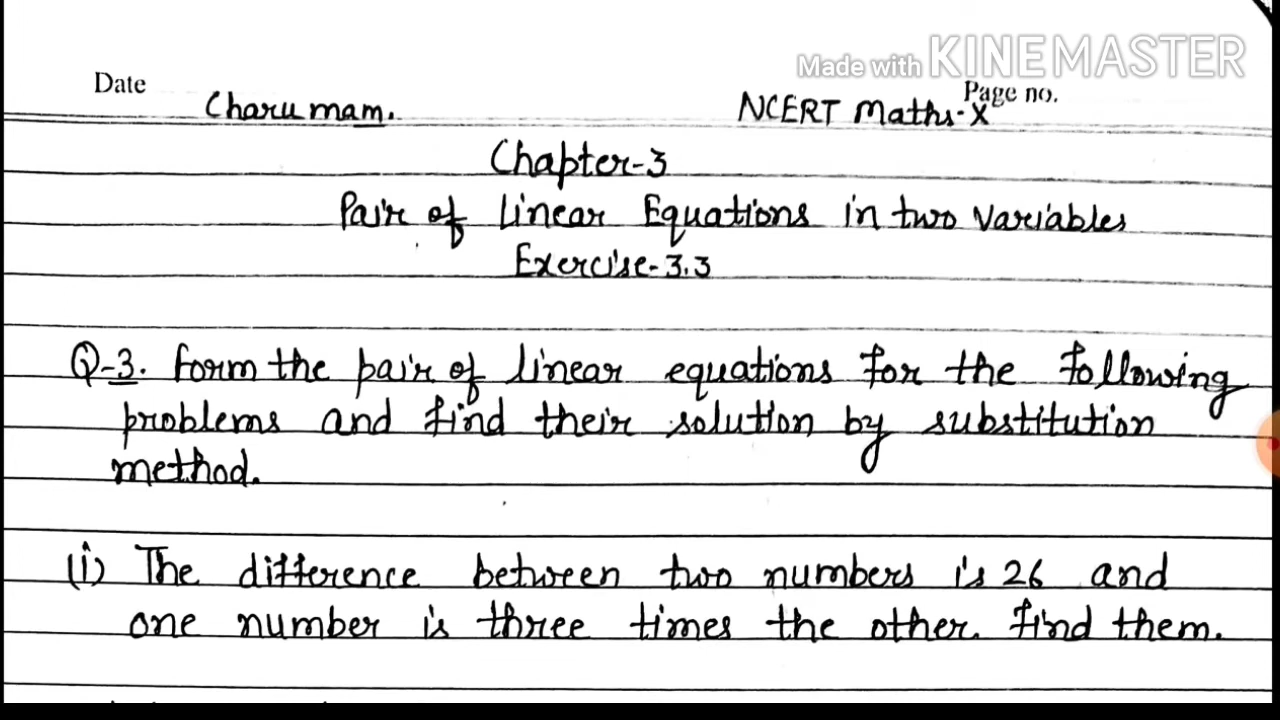 Made with KINEMASTER
Date
Page no.
Charu mam.
NCERT Maths-X
Chapter-3
Pair of linear Equations in two variables
Exercise-3.3
Q-3. Form the pair of linear equations for the following
problems and find their solution by substitution
method.
(i) The difference between two numbers is 26 and
one number is three times the other. Find them.